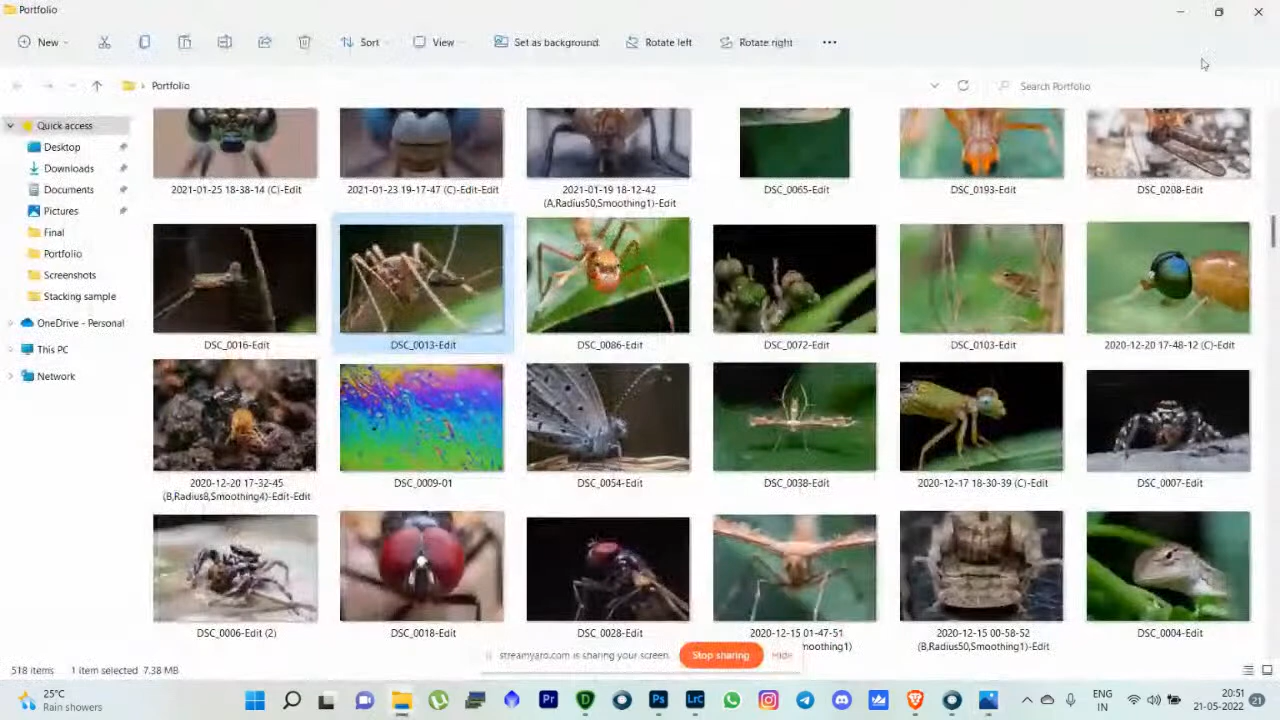 Portfolio
New
Sort
View
Set as background
Rotate left
Rotate right
Portfolio
Search Portfolio
Quick access
Desktop
Downloads
Documents
Pictures
Final
Portfolio
Screenshots
Stacking sample
OneDrive - Personal
This PC
Network
2021-01-25 18-38-14 (C)-Edit
2021-01-23 19-17-47 (C)-Edit-Edit
2021-01-19 18-12-42
(A,Radius50,Smoothing1)-Edit
DSC_0065-Edit
DSC_0193-Edit
DSC_0208-Edit
DSC_0016-Edit
DSC_0013-Edit
DSC_0086-Edit
DSC_0072-Edit
DSC_0103-Edit
2020-12-20 17-48-12 (C)-Edit
2020-12-20 17-32-45
(B,Radius8,Smoothing4)-Edit-Edit
DSC_0009-01
DSC_0054-Edit
DSC_0038-Edit
2020-12-17 18-30-39 (C)-Edit
DSC_0007-Edit
DSC_0006-Edit (2)
DSC_0018-Edit
DSC_0028-Edit
2020-12-15 01-47-51
moothing1)
2020-12-15 00-58-52
(B,Radius50,Smoothing1)-Edit
DSC_0004-Edit
streamyard.com is sharing your screen.
Stop sharing
Hide
518 items
1 item selected 7.38 MB
25°C
Rain showers
Pr
Ps
LrC
ENG
IN
20:51
21-05-2022
21